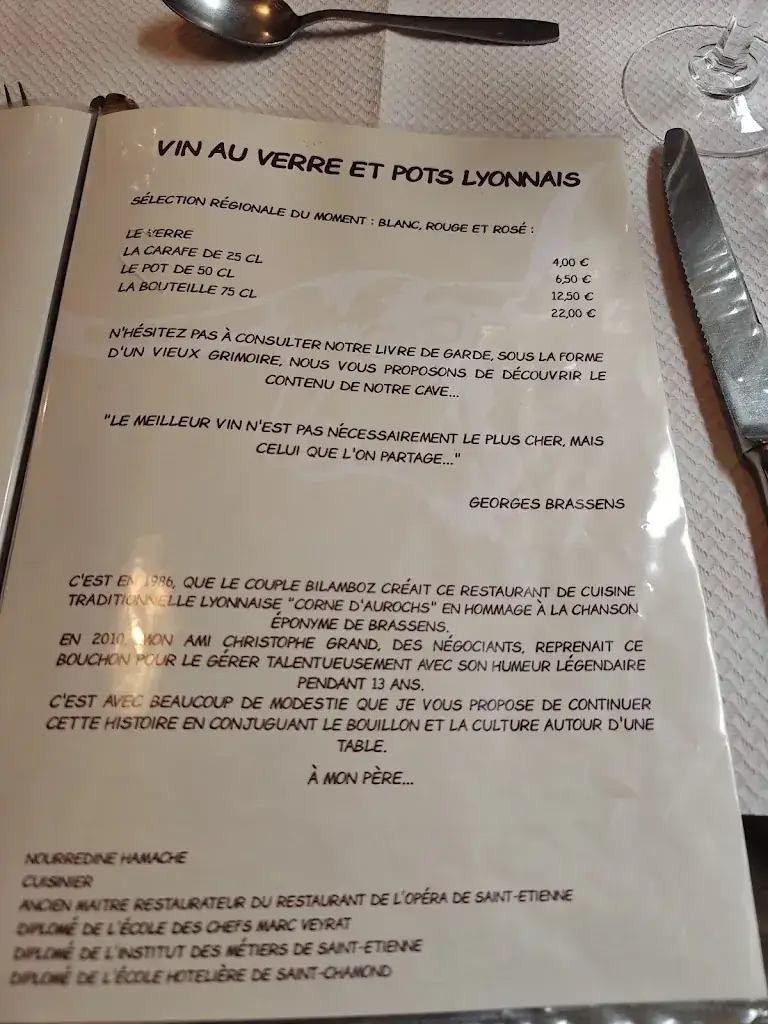 VIN AU VERRE ET POTS LYONNAIS
SÉLECTION RÉGIONALE DU MOMENT : BLANC, ROUGE ET ROSÉ :
LE VERRE 4,00 €
LA CARAFE DE 25 CL 6,50 €
LE POT DE 50 CL 12,50 €
LA BOUTEILLE 75 CL 22,00 €
N'HÉSITEZ PAS À CONSULTER NOTRE LIVRE DE GARDE, SOUS LA FORME
D'UN VIEUX GRIMOIRE, NOUS VOUS PROPOSONS DE DÉCOUVRIR LE
CONTENU DE NOTRE CAVE...
"LE MEILLEUR VIN N'EST PAS NÉCESSAIREMENT LE PLUS CHER, MAIS
CELUI QUE L'ON PARTAGE..."
GEORGES BRASSENS
C'EST EN 1986, QUE LE COUPLE BILAMBOZ CRÉAIT CE RESTAURANT DE CUISINE
TRADITIONNELLE LYONNAISE "CORNE D'AUROCHS" EN HOMMAGE À LA CHANSON
ÉPONYME DE BRASSENS.
EN 2010, MON AMI CHRISTOPHE GRAND, DES NÉGOCIANTS, REPRENAIT CE
BOUCHON POUR LE GÉRER TALENTUEUSEMENT AVEC SON HUMEUR LÉGENDAIRE
PENDANT 13 ANS.
C'EST AVEC BEAUCOUP DE MODESTIE QUE JE VOUS PROPOSE DE CONTINUER
CETTE HISTOIRE EN CONJUGUANT LE BOUILLON ET LA CULTURE AUTOUR D'UNE
TABLE.
À MON PÈRE...
NOURREDINE HAMACHE
CUISINIER
ANCIEN MAITRE RESTAURATEUR DU RESTAURANT DE L'OPÉRA DE SAINT-ETIENNE
DIPLOMÉ DE L'ÉCOLE DES CHEFS MARC VEYRAT
DIPLOMÉ DE L'INSTITUT DES MÉTIERS DE SAINT-ETIENNE
DIPLOMÉ DE L'ÉCOLE HOTELIÈRE DE SAINT-CHAMOND